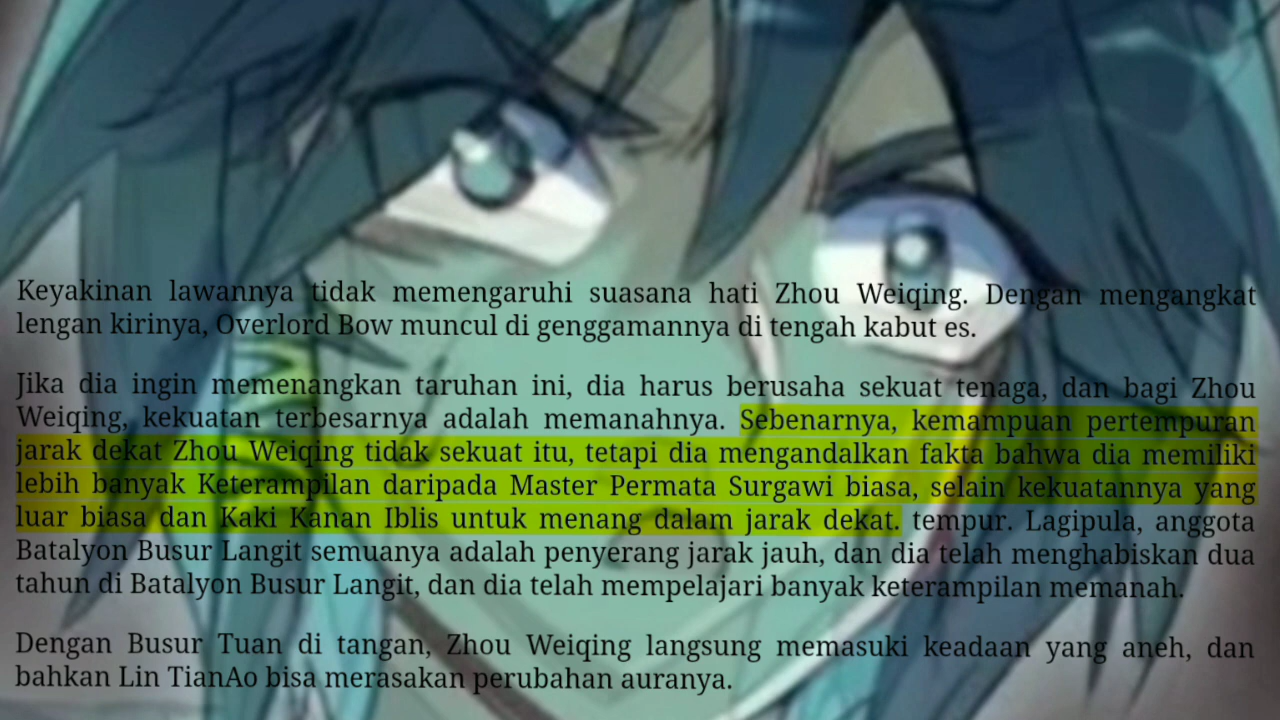 Keyakinan lawannya tidak memengaruhi suasana hati Zhou Weiqing. Dengan mengangkat
lengan kirinya, Overlord Bow muncul di genggamannya di tengah kabut es.
Jika dia ingin memenangkan taruhan ini, dia harus berusaha sekuat tenaga, dan bagi Zhou
Weiqing, kekuatan terbesarnya adalah memanahnya. Sebenarnya, kemampuan pertempuran
jarak dekat Zhou Weiqing tidak sekuat itu, tetapi dia mengandalkan fakta bahwa dia memiliki
lebih banyak Keterampilan daripada Master Permata Surgawi biasa, selain kekuatannya yang
luar biasa dan Kaki Kanan Iblis untuk menang dalam jarak dekat. tempur. Lagipula, anggota
Batalyon Busur Langit semuanya adalah penyerang jarak jauh, dan dia telah menghabiskan dua
tahun di Batalyon Busur Langit, dan dia telah mempelajari banyak keterampilan memanah.
Dengan Busur Tuan di tangan, Zhou Weiqing langsung memasuki keadaan yang aneh, dan
bahkan Lin TianAo bisa merasakan perubahan auranya.